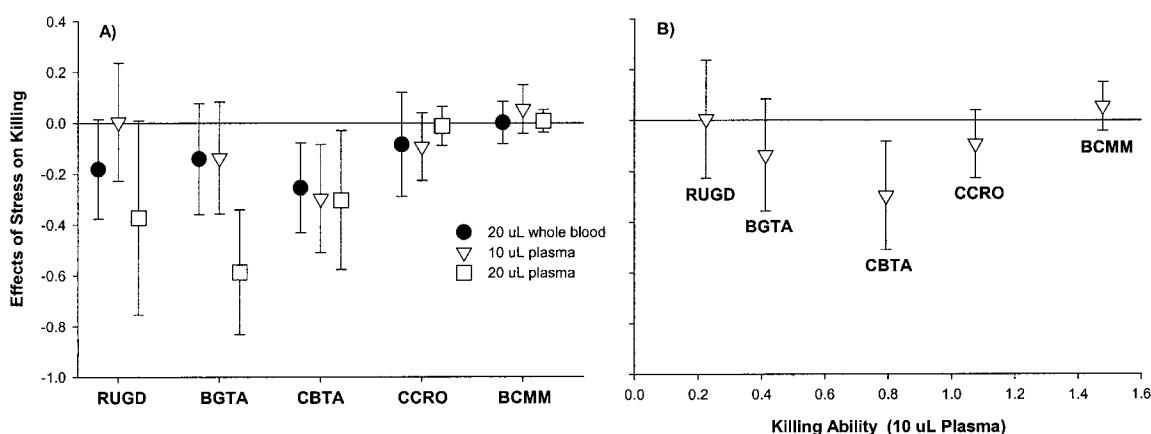 A)
Effects of Stress on Killing
0.4
0.2
0.0
-0.2
-0.4
-0.6
-0.8
-1.0
20 uL whole blood
10 uL plasma
20 uL plasma
RUGD BGTA CBTA CCRO BCMM
B)
BCMM
RUGD
CCRO
BGTA
CBTA
0.0 0.2 0.4 0.6 0.8 1.0 1.2 1.4 1.6
Killing Ability (10 uL Plasma)